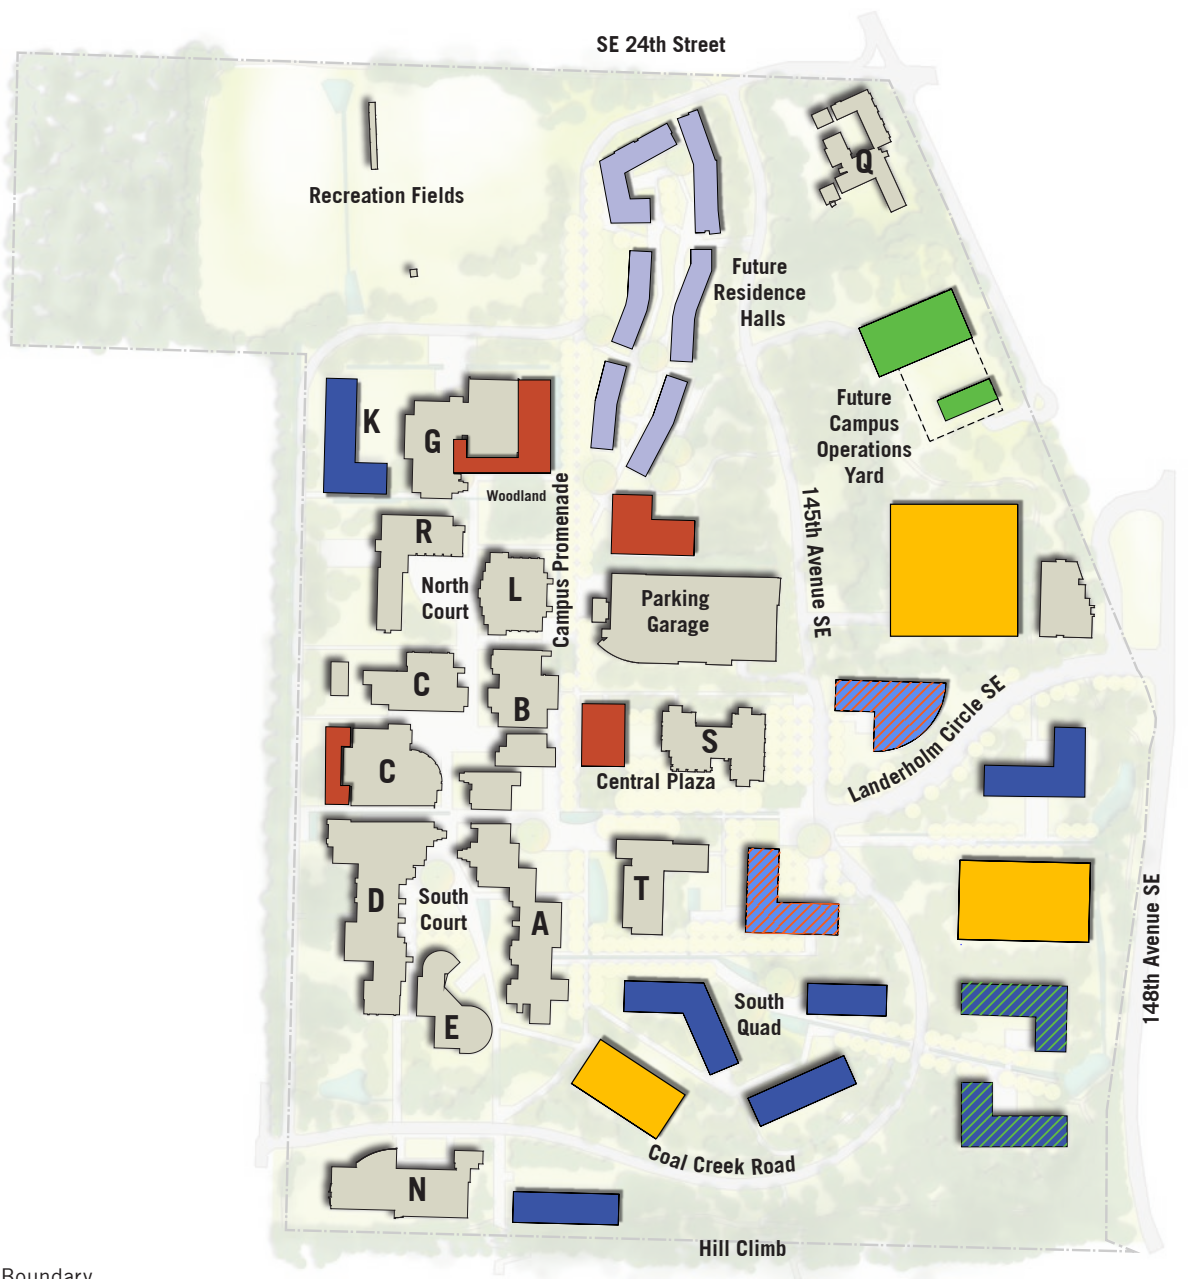 SE 24th Street
Recreation Fields
Q
Future
Residence
Halls
Future
Campus
Operations
Yard
K
G
Woodland
Campus Promenade
145th Avenue SE
R
North
Court
L
Parking
Garage
C
B
S
C
Central Plaza
Landerholm Circle SE
D
South
Court
A
T
148th Avenue SE
E
South
Quad
Coal Creek Road
N
Hill Climb
Boundary